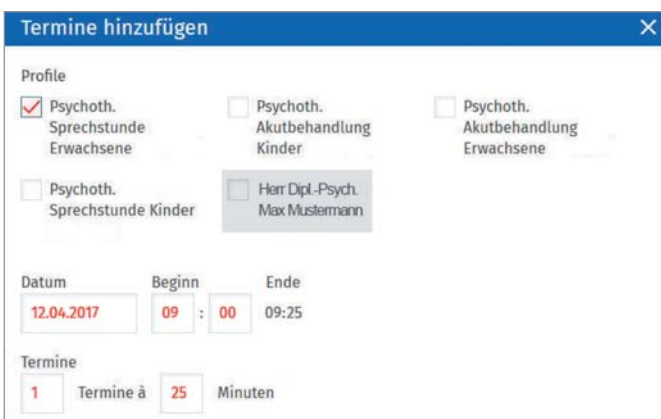 Termine hinzufügen
Profile
Psychoth.
Sprechstunde
Erwachsene
Psychoth.
Akutbehandlung
Kinder
Psychoth.
Akutbehandlung
Erwachsene
Psychoth.
Sprechstunde Kinder
Herr Dipl.-Psych.
Max Mustermann
Datum Beginn Ende
12.04.2017 09 : 00 09:25
Termine
1 Termine à 25 Minuten